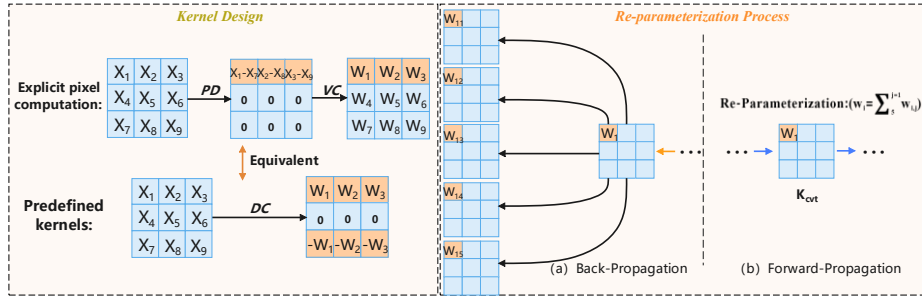 Kernel Design
Explicit pixel computation:
X1 X2 X3
X4 X5 X6
X7 X8 X9
PD
X1-X7 X2-X8 X3-X9
0 0 0
0 0 0
VC
W1 W2 W3
W4 W5 W6
W7 W8 W9
Equivalent
Predefined kernels:
X1 X2 X3
X4 X5 X6
X7 X8 X9
DC
W1 W2 W3
0 0 0
-W1 -W2 -W3
Re-parameterization Process
W11
W12
W13
W14
W15
W1
...
(a) Back-Propagation
Re-Parameterization:(wi=∑5j=1wi,j)
...
W1
...
Kcvt
(b) Forward-Propagation